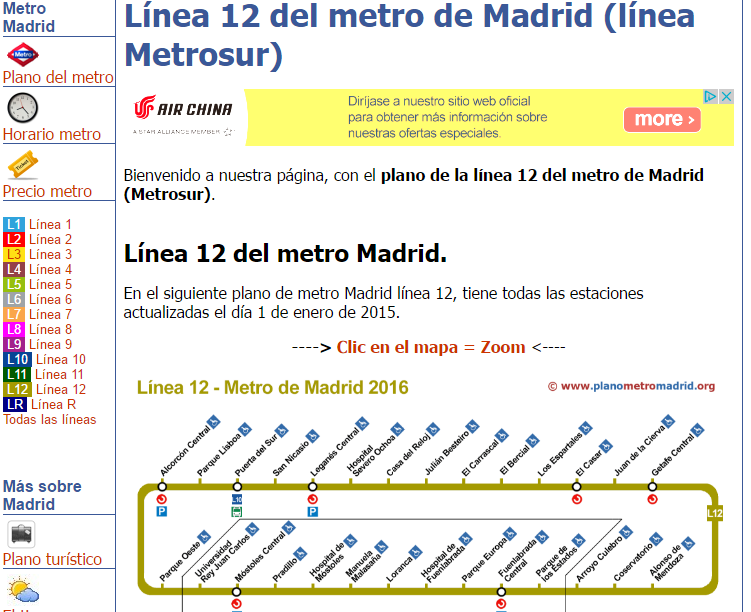 Metro
Madrid
Metro
Plano del metro
Horario metro
Ticket
Precio metro
L1 Línea 1
L2 Línea 2
L3 Línea 3
L4 Línea 4
L5 Línea 5
L6 Línea 6
L7 Línea 7
L8 Línea 8
L9 Línea 9
L10 Línea 10
L11 Línea 11
L12 Línea 12
LR Línea R
Todas las líneas
Más sobre
Madrid
Plano turístico
Línea 12 del metro de Madrid (línea
Metrosur)
AIR CHINA
A STAR ALLIANCE MEMBER
Diríjase a nuestro sitio web oficial
para obtener más información sobre
nuestras ofertas especiales.
more ›
Bienvenido a nuestra página, con el plano de la línea 12 del metro de Madrid
(Metrosur).
Línea 12 del metro Madrid.
En el siguiente plano de metro Madrid línea 12, tiene todas las estaciones
actualizadas el día 1 de enero de 2015.
----> Clic en el mapa = Zoom <----
Línea 12 - Metro de Madrid 2016
© www.planometromadrid.org
Alcorcón Central
Parque Lisboa
Puerta del Sur
San Nicasio
Leganés Central
Hospital
Severo Ochoa
Casa del Reloj
Julián Besteiro
El Carrascal
El Bercial
Los Espartales
El Casar
Juan de la Cierva
Getafe Central
P
L10
P
L12
Parque Oeste
Universidad
Rey Juan Carlos
Móstoles Central
Pradillo
Hospital de
Mostoles
Manuela
Malasaña
Loranca
Hospital de
Fuenlabrada
Parque Europa
Fuenlabrada
Central
Parque de
los Estados
Arroyo Culebro
Conservatorio
Alonso de
Mendoza